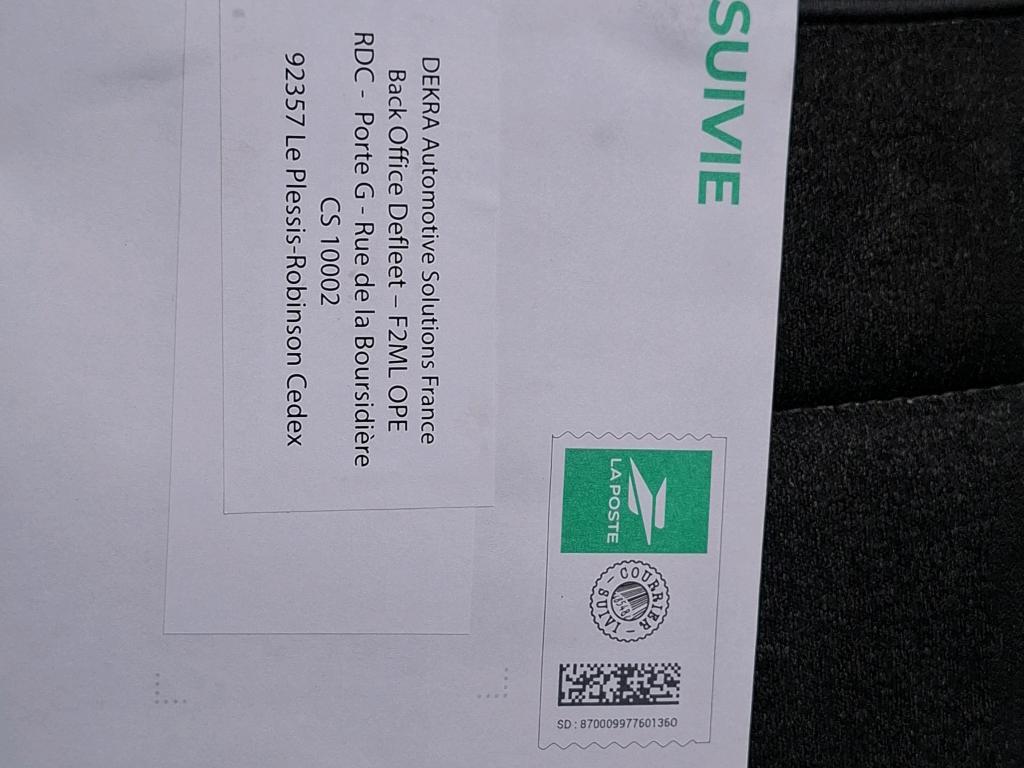 SUIVIE
LA POSTE
COURRIER
SUIVI
SD : 870009977601360
DEKRA Automotive Solutions France
Back Office Defleet – F2ML OPE
RDC - Porte G - Rue de la Boursidière
CS 10002
92357 Le Plessis-Robinson Cedex